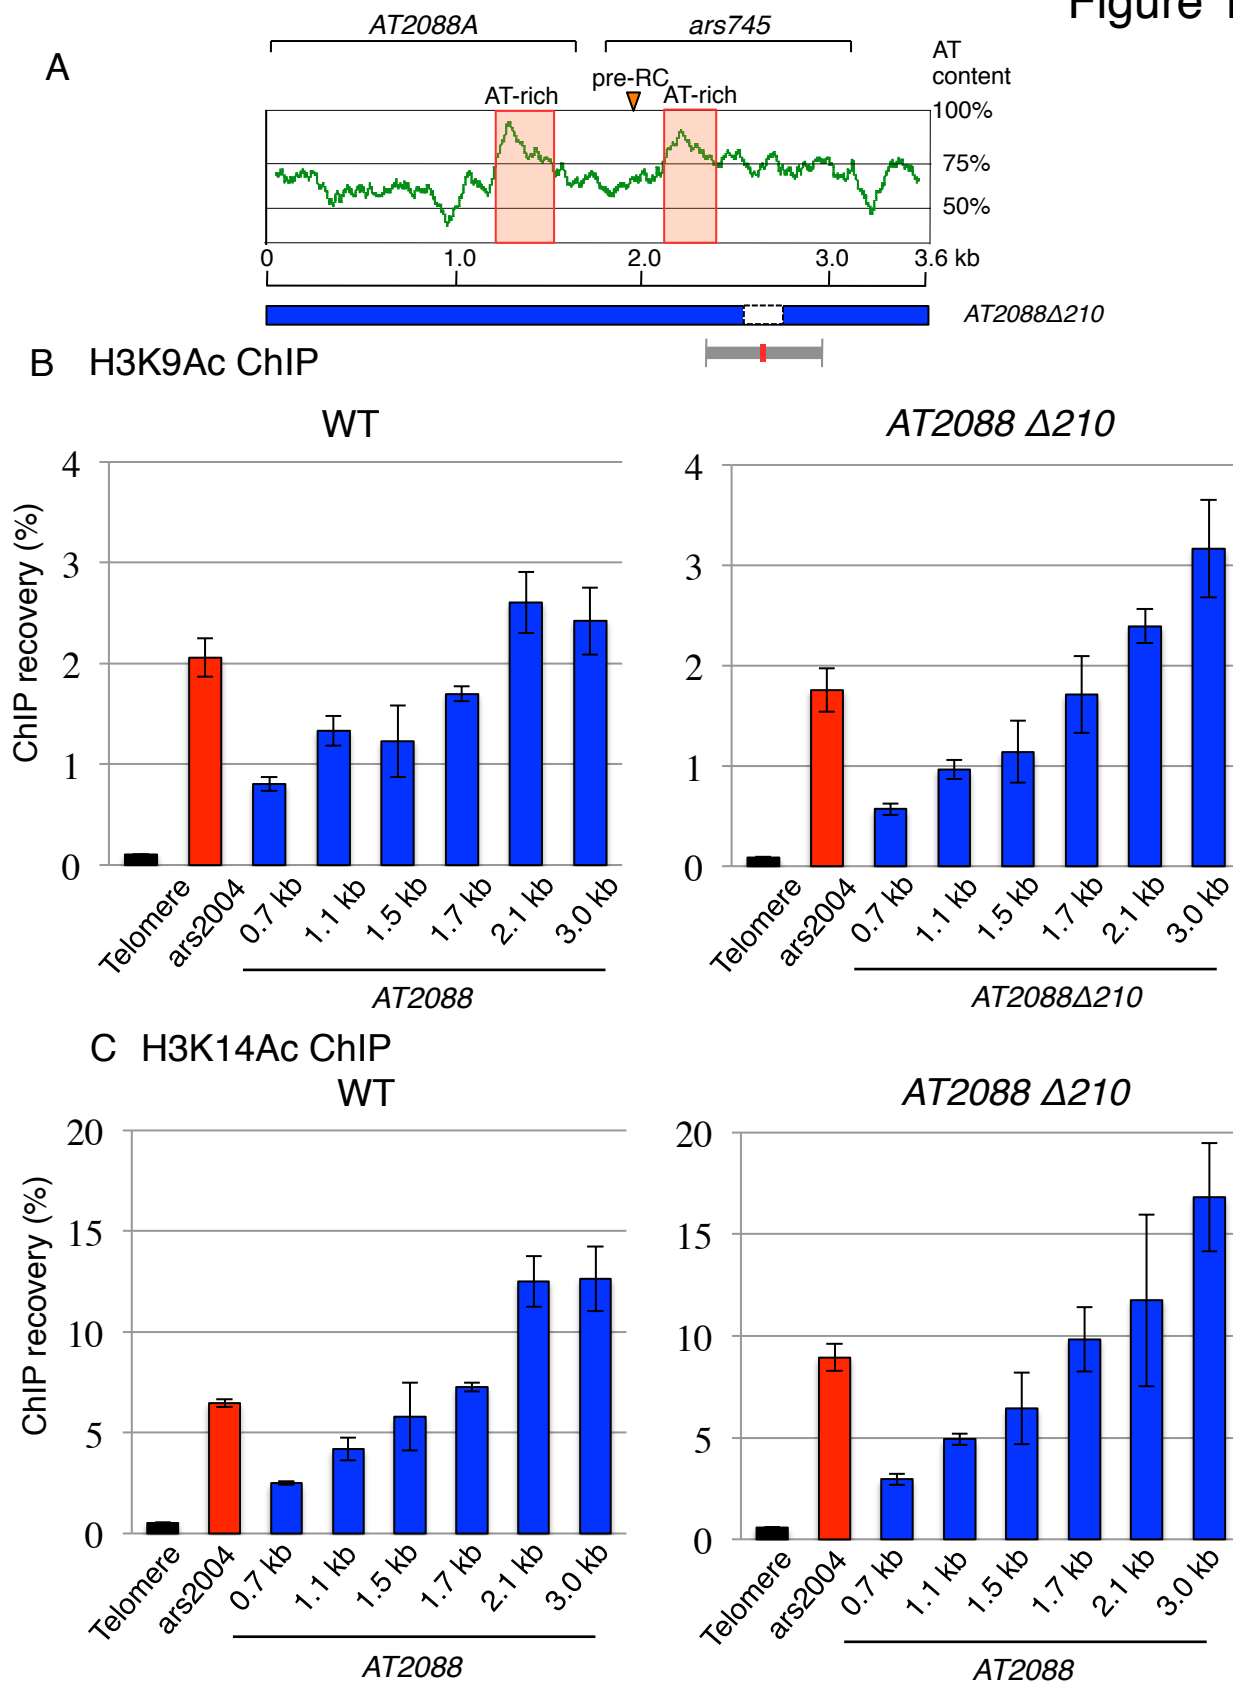 Figure 1
A
AT2088A
ars745
AT
content
pre-RC
AT-rich
AT-rich
100%
75%
50%
0
1.0
2.0
3.0
3.6 kb
AT2088Δ210
B H3K9Ac ChIP
WT
ChIP recovery (%)
4
3
2
1
0
Telomere
ars2004
0.7 kb
1.1 kb
1.5 kb
1.7 kb
2.1 kb
3.0 kb
AT2088
AT2088 Δ210
4
3
2
1
0
Telomere
ars2004
0.7 kb
1.1 kb
1.5 kb
1.7 kb
2.1 kb
3.0 kb
AT2088Δ210
C H3K14Ac ChIP
WT
ChIP recovery (%)
20
15
10
5
0
Telomere
ars2004
0.7 kb
1.1 kb
1.5 kb
1.7 kb
2.1 kb
3.0 kb
AT2088
AT2088 Δ210
20
15
10
5
0
Telomere
ars2004
0.7 kb
1.1 kb
1.5 kb
1.7 kb
2.1 kb
3.0 kb
AT2088